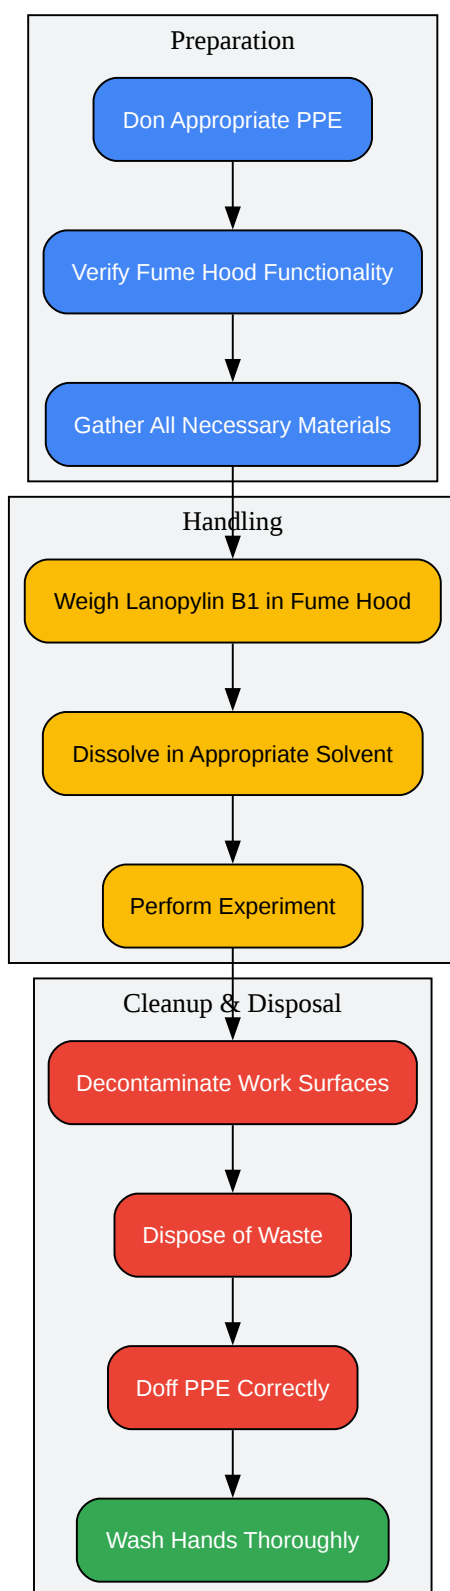 Preparation
Don Appropriate PPE
Verify Fume Hood Functionality
Gather All Necessary Materials
Handling
Weigh Lanopylin B1 in Fume Hood
Dissolve in Appropriate Solvent
Perform Experiment
Cleanup & Disposal
Decontaminate Work Surfaces
Dispose of Waste
Doff PPE Correctly
Wash Hands Thoroughly